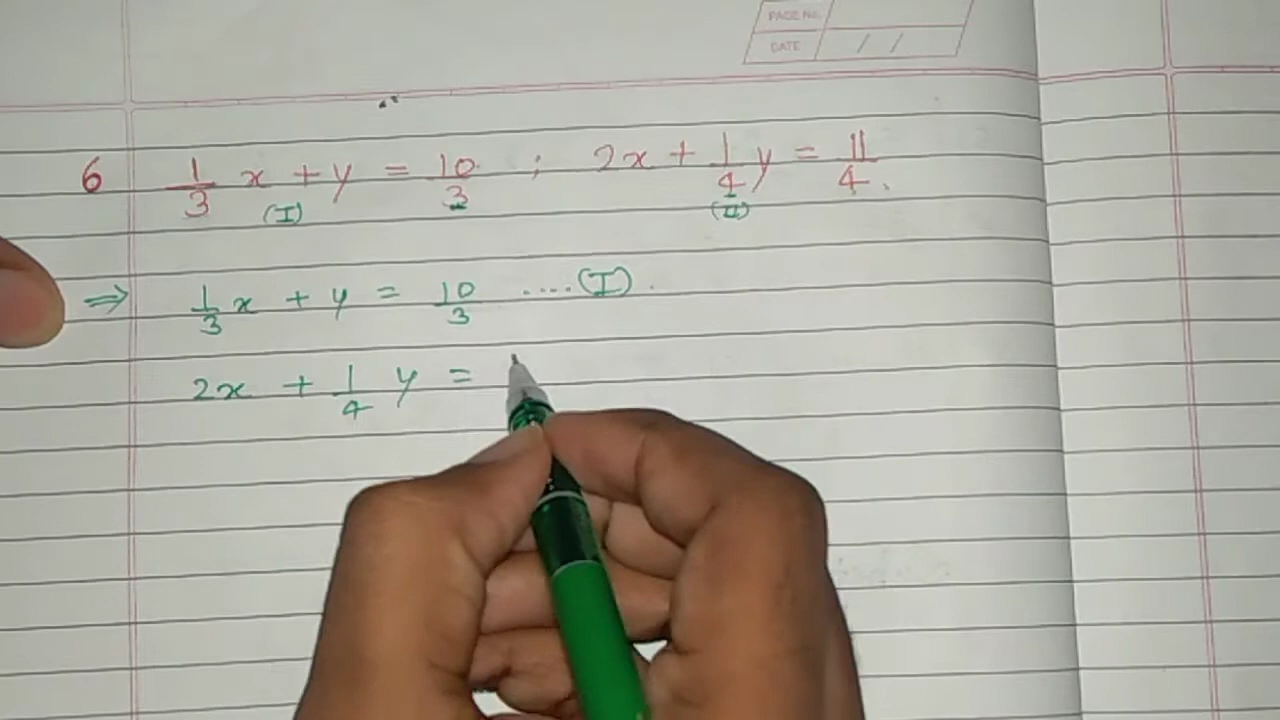 PAGE No.
DATE / /
6 1/3 x + y = 10/3 ; 2x + 1/4 y = 11/4.
(I) (II)
⇒ 1/3 x + y = 10/3 ....(I).
2x + 1/4 y =